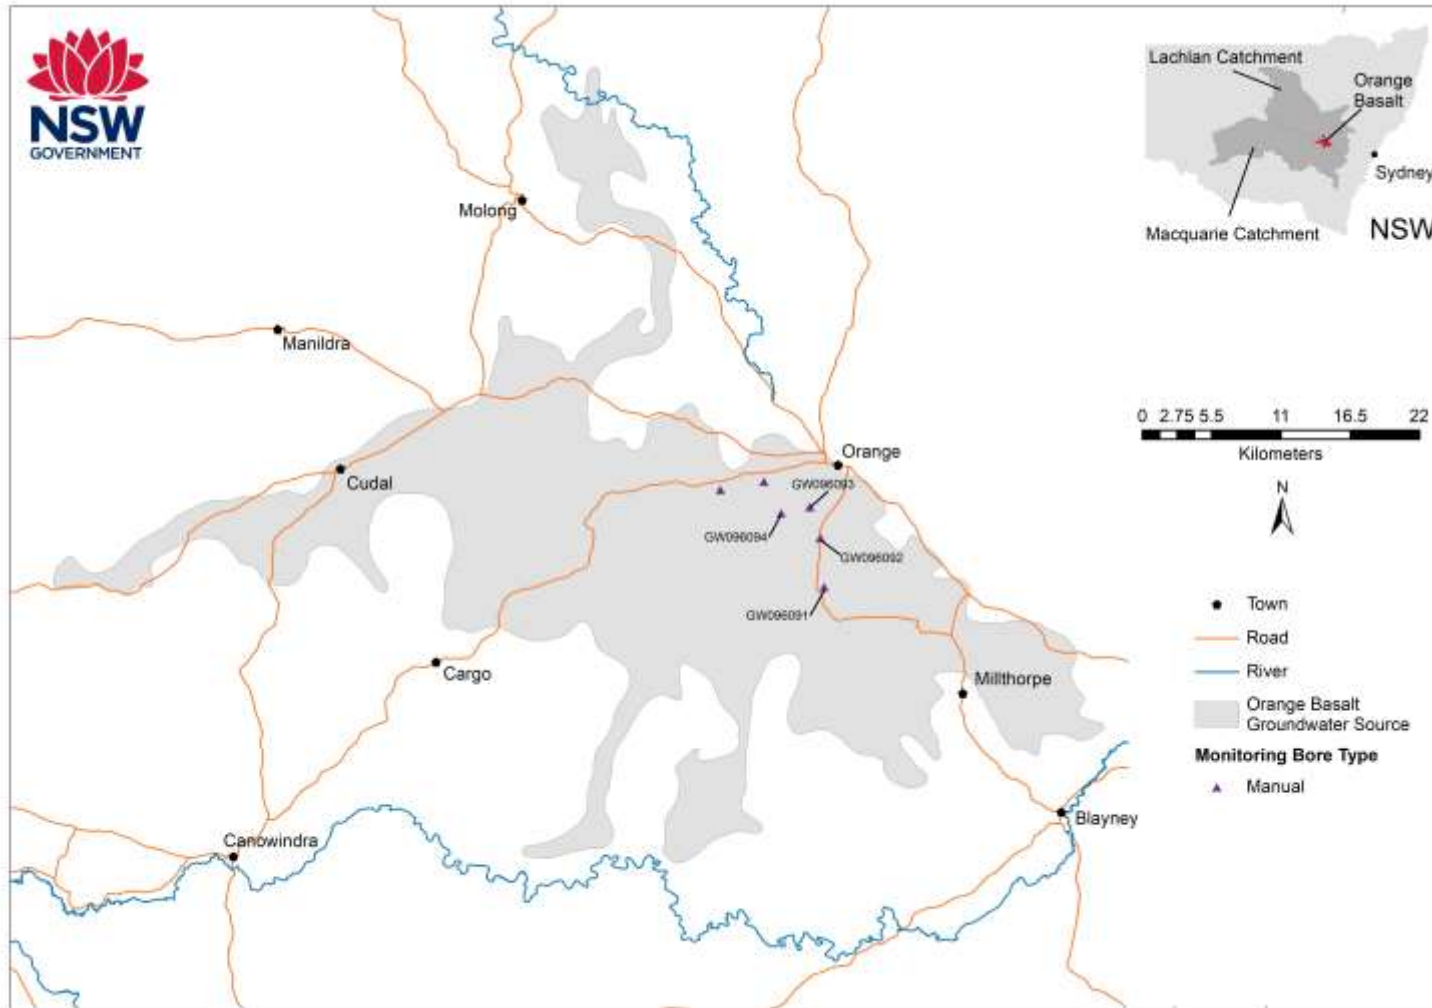 NSW
GOVERNMENT
Lachlan Catchment
Orange
Basalt
Sydney
Macquarie Catchment
NSW
Molong
Manildra
0 2.75 5.5 11 16.5 22
Kilometers
N
Orange
Cudal
GW096093
GW096094
GW096092
GW096091
Cargo
Millthorpe
Town
Road
River
Orange Basalt
Groundwater Source
Monitoring Bore Type
Manual
Canowindra
Blayney